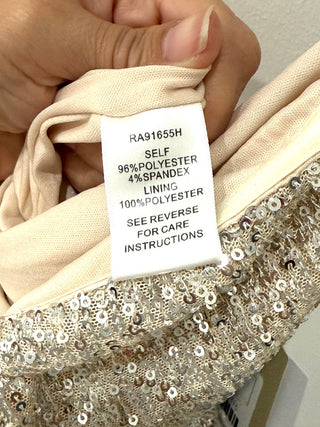 RA91655H
SELF
96%POLYESTER
4%SPANDEX
LINING
100%POLYESTER
SEE REVERSE
FOR CARE
INSTRUCTIONS